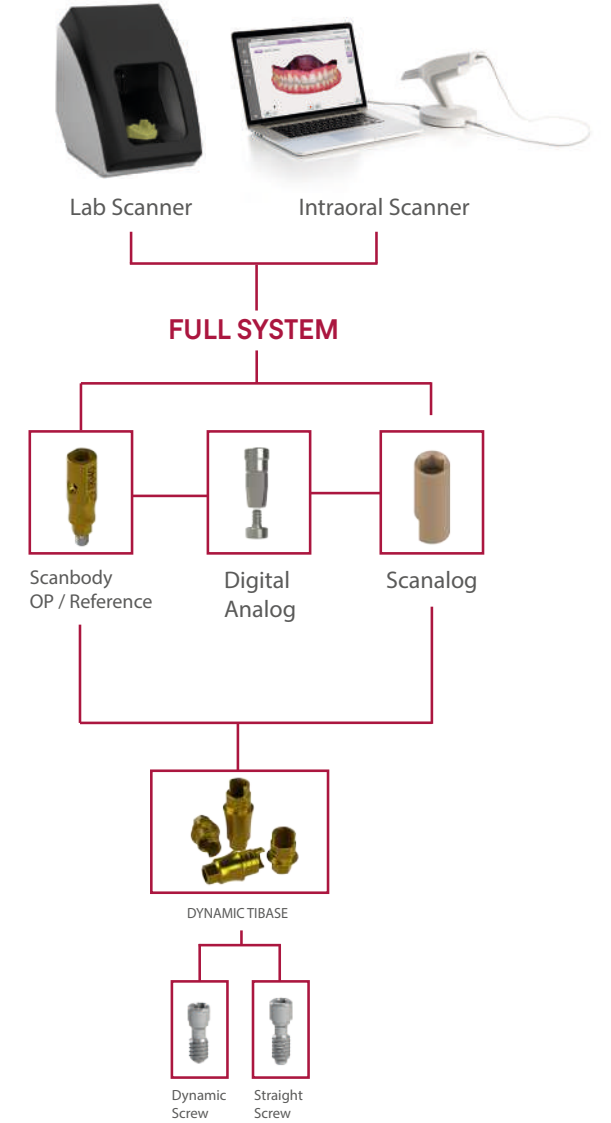 Lab Scanner
Intraoral Scanner
FULL SYSTEM
Scanbody
OP / Reference
Digital
Analog
Scanalog
DYNAMIC TIBASE
Dynamic
Screw
Straight
Screw